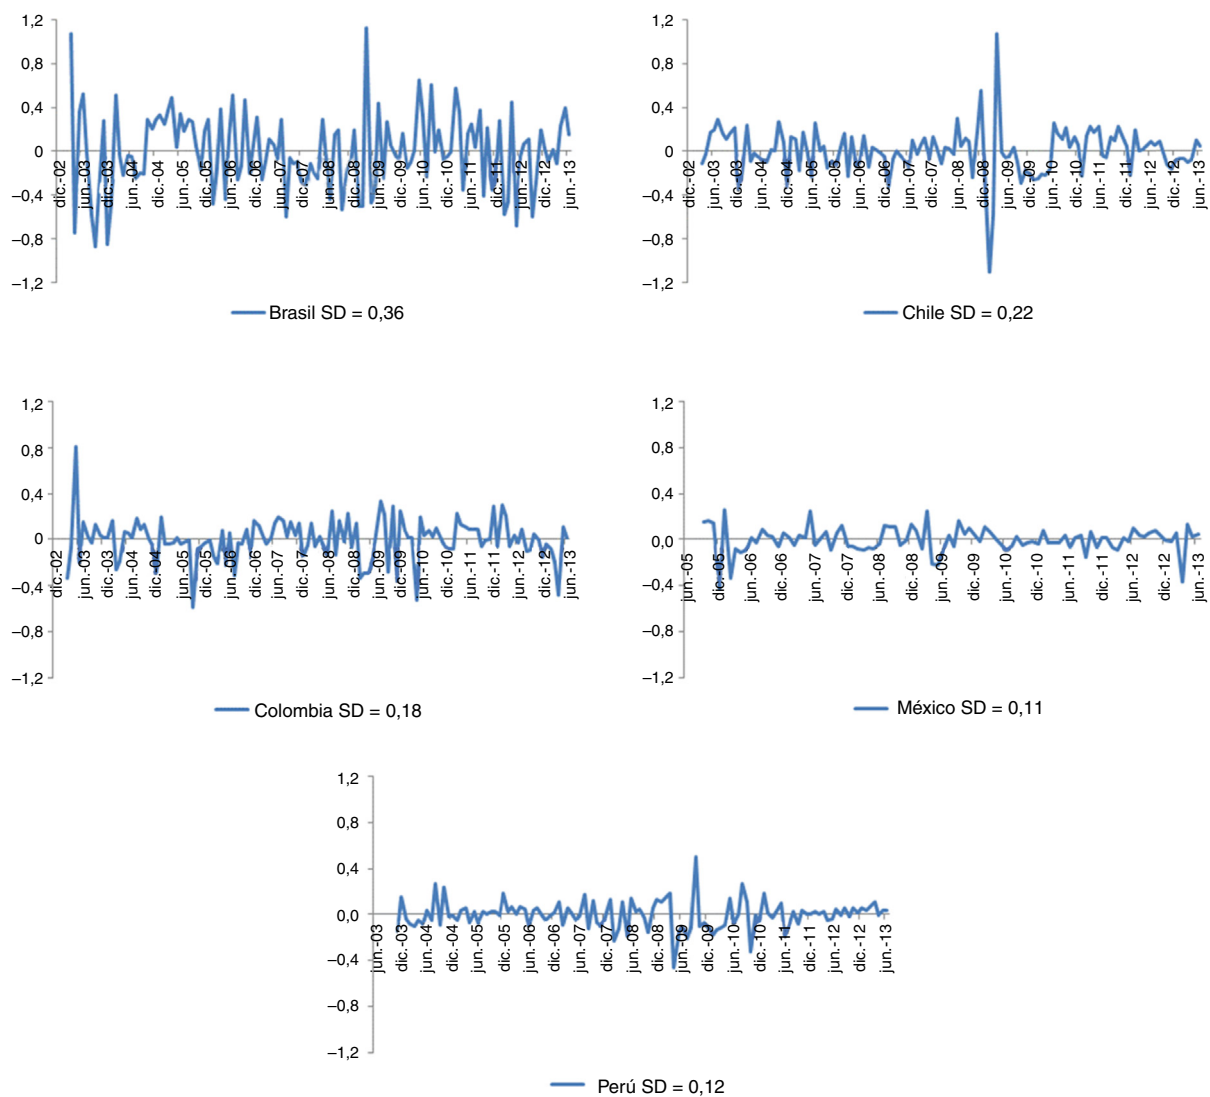 1,2
0,8
0,4
0
–0,4
–0,8
–1,2
dic.-02
jun.-03
dic.-03
jun.-04
dic.-04
jun.-05
dic.-05
jun.-06
dic.-06
jun.-07
dic.-07
jun.-08
dic.-08
jun.-09
dic.-09
jun.-10
dic.-10
jun.-11
dic.-11
jun.-12
dic.-12
jun.-13
Brasil SD = 0,36
1,2
0,8
0,4
0
–0,4
–0,8
–1,2
dic.-02
jun.-03
dic.-03
jun.-04
dic.-04
jun.-05
dic.-05
jun.-06
dic.-06
jun.-07
dic.-07
jun.-08
dic.-08
jun.-09
dic.-09
jun.-10
dic.-10
jun.-11
dic.-11
jun.-12
dic.-12
jun.-13
Chile SD = 0,22
1,2
0,8
0,4
0
–0,4
–0,8
–1,2
dic.-02
jun.-03
dic.-03
jun.-04
dic.-04
jun.-05
dic.-05
jun.-06
dic.-06
jun.-07
dic.-07
jun.-08
dic.-08
jun.-09
dic.-09
jun.-10
dic.-10
jun.-11
dic.-11
jun.-12
dic.-12
jun.-13
Colombia SD = 0,18
1,2
0,8
0,4
0,0
–0,4
–0,8
–1,2
jun.-05
dic.-05
jun.-06
dic.-06
jun.-07
dic.-07
jun.-08
dic.-08
jun.-09
dic.-09
jun.-10
dic.-10
jun.-11
dic.-11
jun.-12
dic.-12
jun.-13
México SD = 0,11
1,2
0,8
0,4
0,0
–0,4
–0,8
–1,2
jun.-03
dic.-03
jun.-04
dic.-04
jun.-05
dic.-05
jun.-06
dic.-06
jun.-07
dic.-07
jun.-08
dic.-08
jun.-09
dic.-09
jun.-10
dic.-10
jun.-11
dic.-11
jun.-12
dic.-12
jun.-13
Perú SD = 0,12